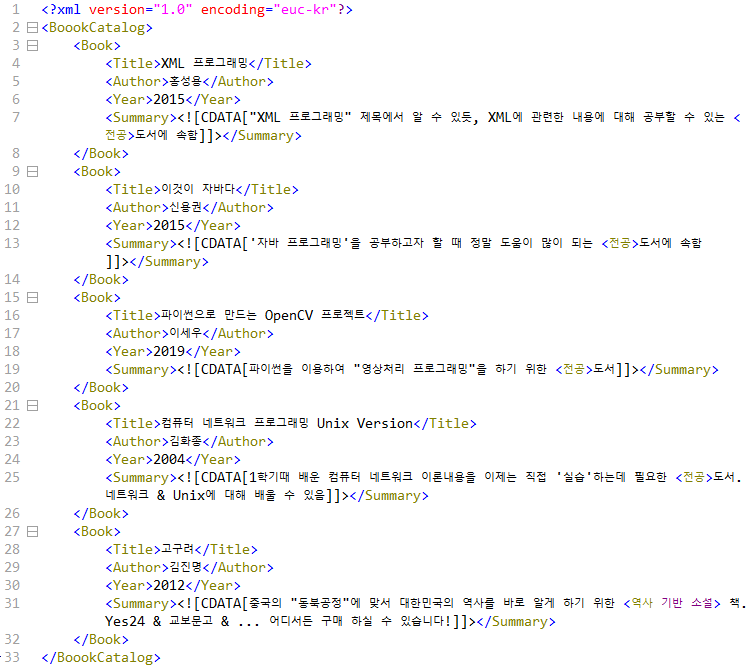 1 <?xml version="1.0" encoding="euc-kr"?>
2 <BoookCatalog>
3 <Book>
4 <Title>XML 프로그래밍</Title>
5 <Author>홍성용</Author>
6 <Year>2015</Year>
7 <Summary><![CDATA["XML 프로그래밍" 제목에서 알 수 있듯, XML에 관련한 내용에 대해 공부할 수 있는 <
전공>도서에 속함]]></Summary>
8 </Book>
9 <Book>
10 <Title>이것이 자바다</Title>
11 <Author>신용권</Author>
12 <Year>2015</Year>
13 <Summary><![CDATA['자바 프로그래밍'을 공부하고자 할 때 정말 도움이 많이 되는 <전공>도서에 속함
]]></Summary>
14 </Book>
15 <Book>
16 <Title>파이썬으로 만드는 OpenCV 프로젝트</Title>
17 <Author>이세우</Author>
18 <Year>2019</Year>
19 <Summary><![CDATA[파이썬을 이용하여 "영상처리 프로그래밍"을 하기 위한 <전공>도서]]></Summary>
20 </Book>
21 <Book>
22 <Title>컴퓨터 네트워크 프로그래밍 Unix Version</Title>
23 <Author>김화종</Author>
24 <Year>2004</Year>
25 <Summary><![CDATA[1학기때 배운 컴퓨터 네트워크 이론내용을 이제는 직접 '실습'하는데 필요한 <전공>도서.
네트워크 & Unix에 대해 배울 수 있음]]></Summary>
26 </Book>
27 <Book>
28 <Title>고구려</Title>
29 <Author>김진명</Author>
30 <Year>2012</Year>
31 <Summary><![CDATA[중국의 "동북공정"에 맞서 대한민국의 역사를 바로 알게 하기 위한 <역사 기반 소설> 책.
Yes24 & 교보문고 & ... 어디서든 구매 하실 수 있습니다!]]></Summary>
32 </Book>
33 </BoookCatalog>